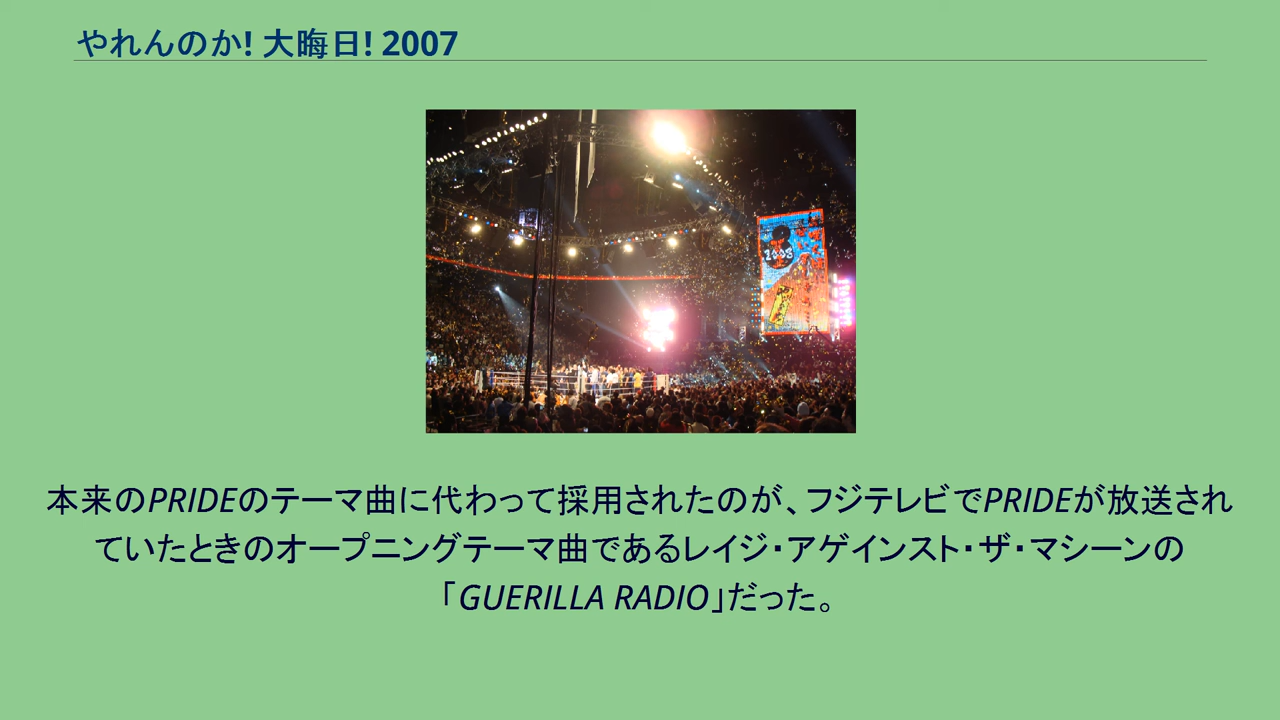 やれんのか! 大晦日! 2007
2008
本来のPRIDEのテーマ曲に代わって採用されたのが、フジテレビでPRIDEが放送され
ていたときのオープニングテーマ曲であるレイジ・アゲインスト・ザ・マシーンの
「GUERILLA RADIO」だった。